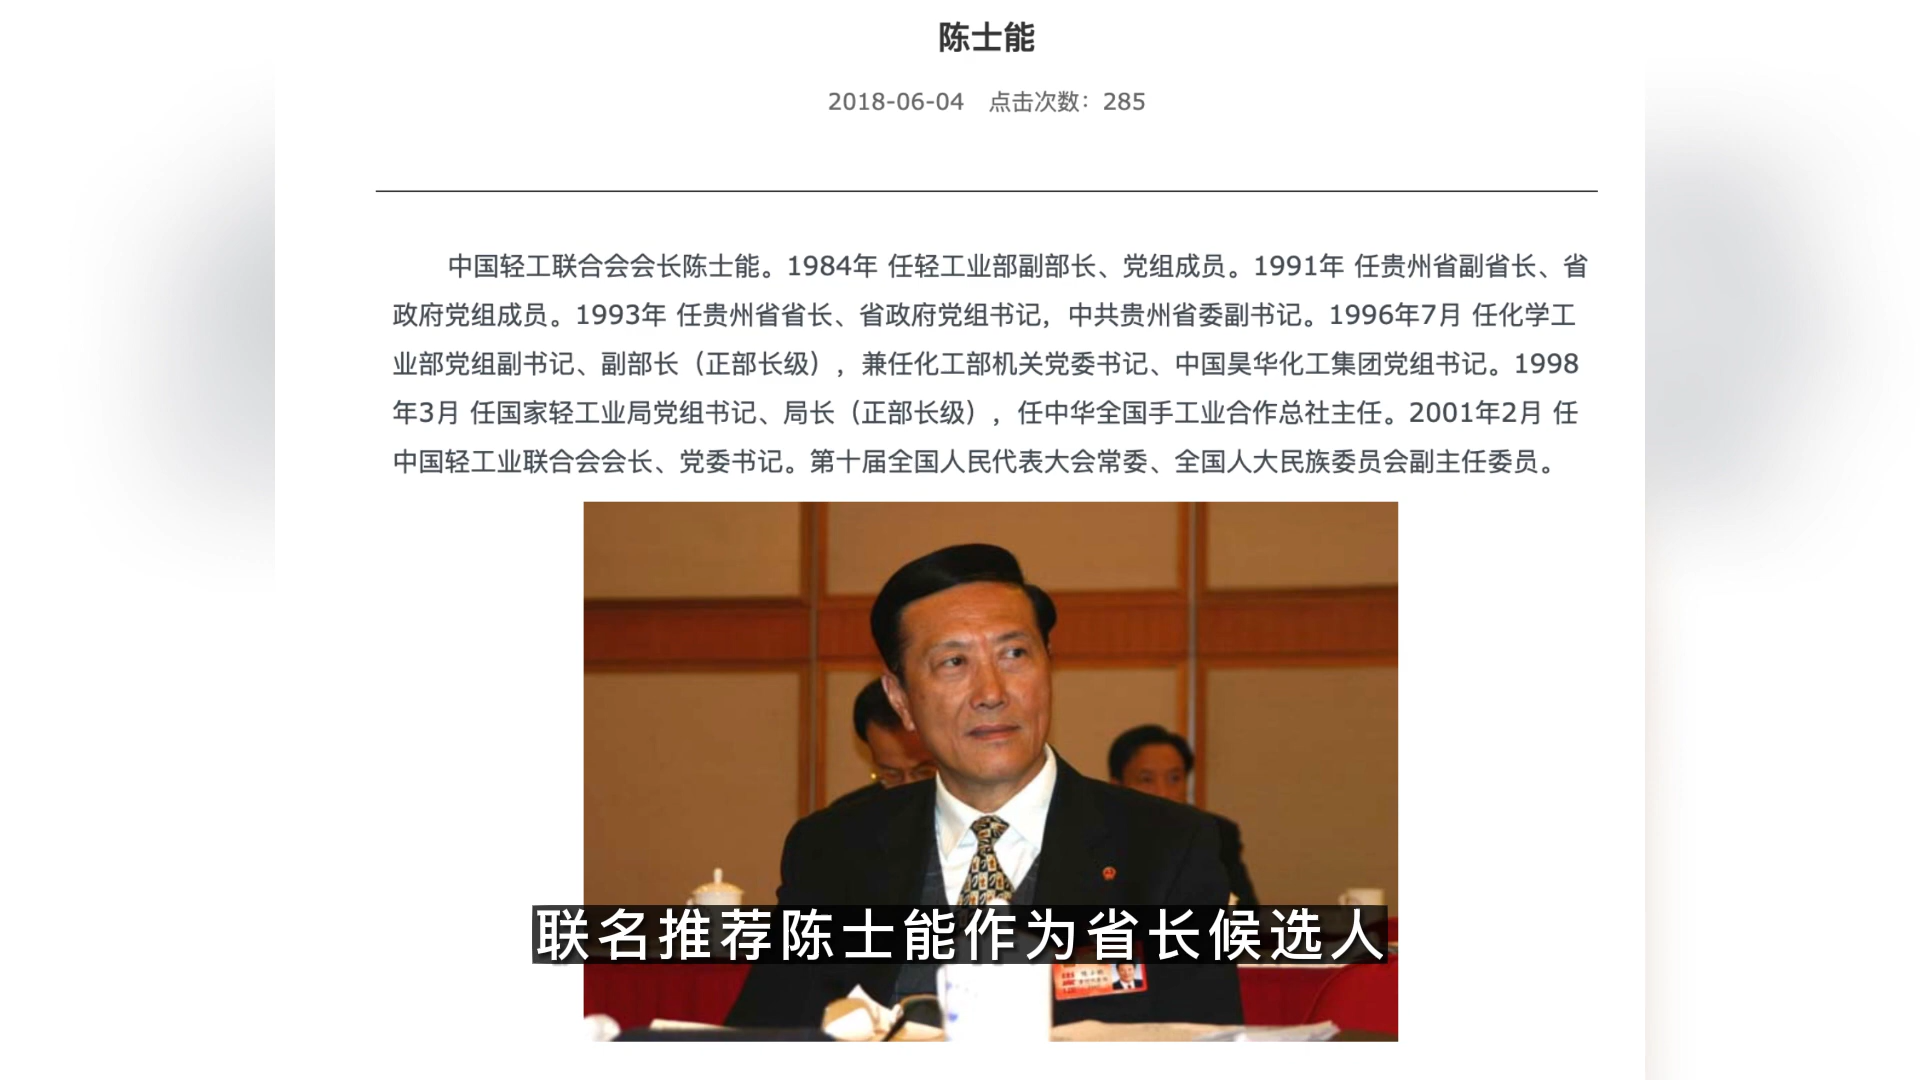 陈士能
2018-06-04 点击次数：285
中国轻工联合会会长陈士能。1984年 任轻工业部副部长、党组成员。1991年 任贵州省副省长、省
政府党组成员。1993年 任贵州省省长、省政府党组书记，中共贵州省委副书记。1996年7月 任化学工
业部党组副书记、副部长（正部长级），兼任化工部机关党委书记、中国昊华化工集团党组书记。1998
年3月 任国家轻工业局党组书记、局长（正部长级），任中华全国手工业合作总社主任。2001年2月 任
中国轻工业联合会会长、党委书记。第十届全国人民代表大会常委、全国人大民族委员会副主任委员。
联名推荐陈士能作为省长候选人